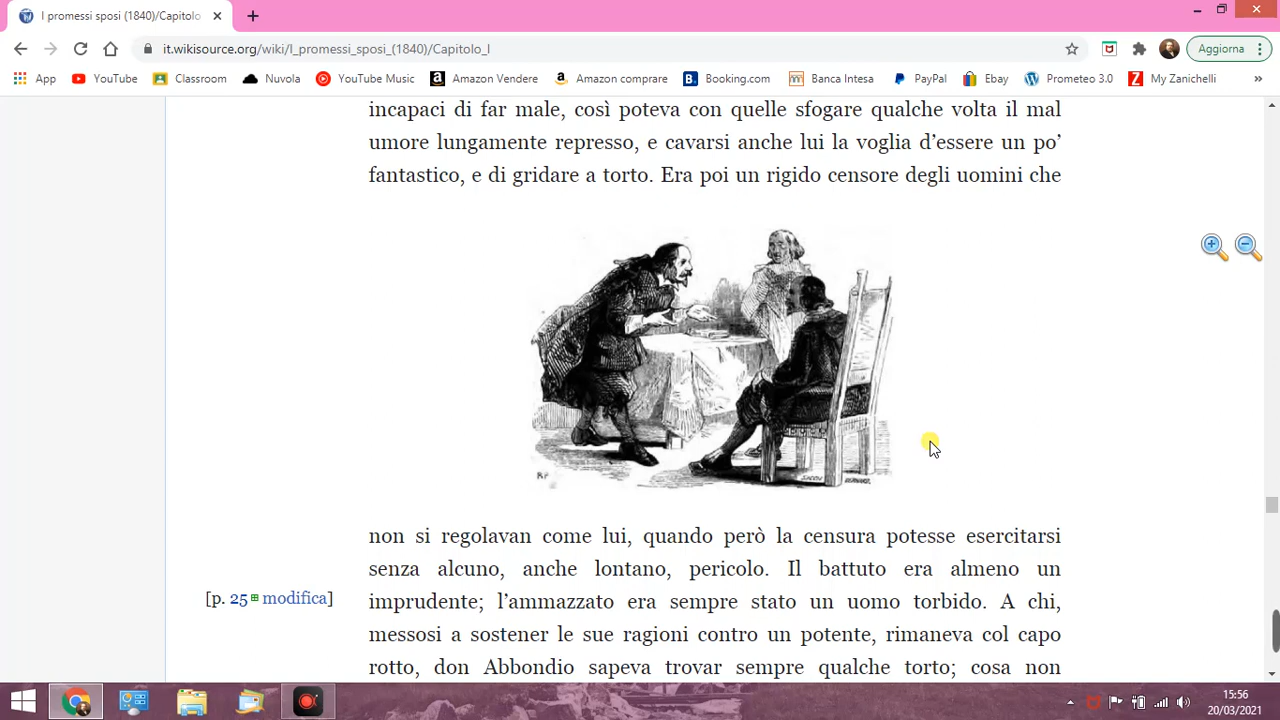 I promessi sposi (1840)/Capitolo
it.wikisource.org/wiki/I_promessi_sposi_(1840)/Capitolo_I
Aggiorna
App YouTube Classroom Nuvola YouTube Music Amazon Vendere Amazon comprare Booking.com Banca Intesa PayPal Ebay Prometeo 3.0 My Zanichelli »
incapaci di far male, così poteva con quelle sfogare qualche volta il mal
umore lungamente represso, e cavarsi anche lui la voglia d’essere un po’
fantastico, e di gridare a torto. Era poi un rigido censore degli uomini che
non si regolavan come lui, quando però la censura potesse esercitarsi
senza alcuno, anche lontano, pericolo. Il battuto era almeno un
[p. 25 modifica]
imprudente; l’ammazzato era sempre stato un uomo torbido. A chi,
messosi a sostener le sue ragioni contro un potente, rimaneva col capo
rotto, don Abbondio sapeva trovar sempre qualche torto; cosa non
15:56
20/03/2021